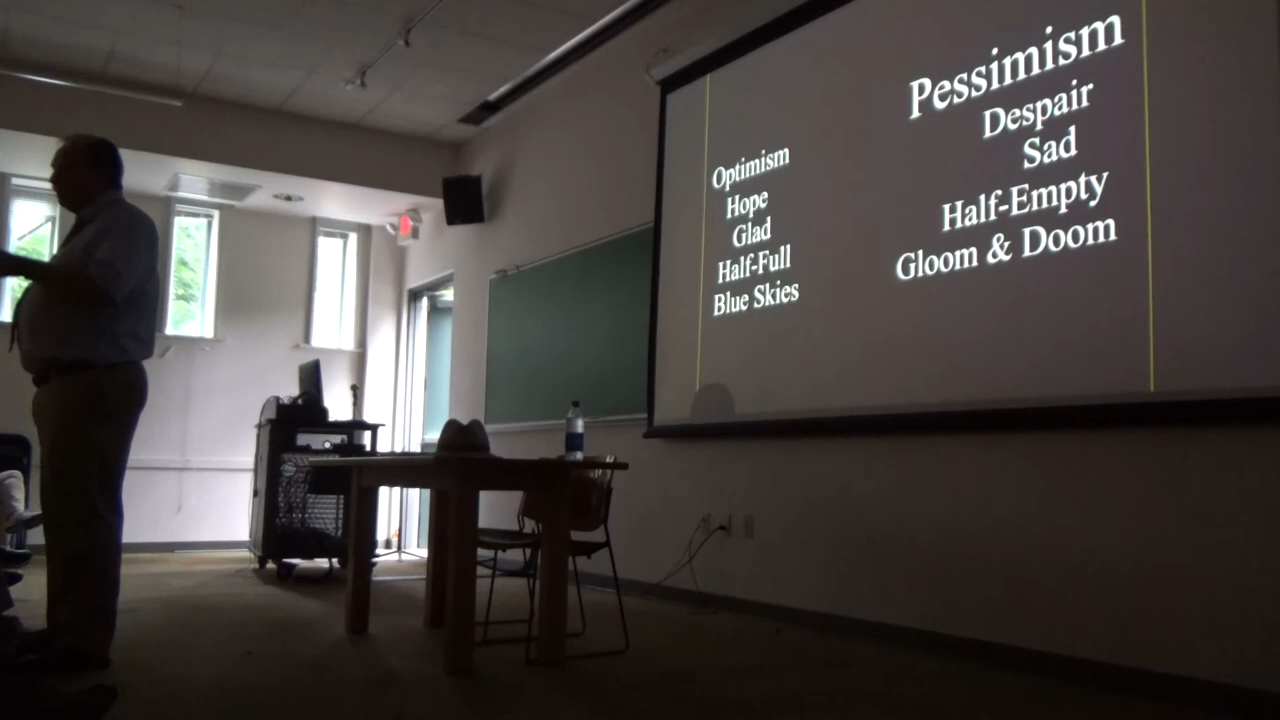 Optimism
Hope
Glad
Half-Full
Blue Skies
Pessimism
Despair
Sad
Half-Empty
Gloom & Doom